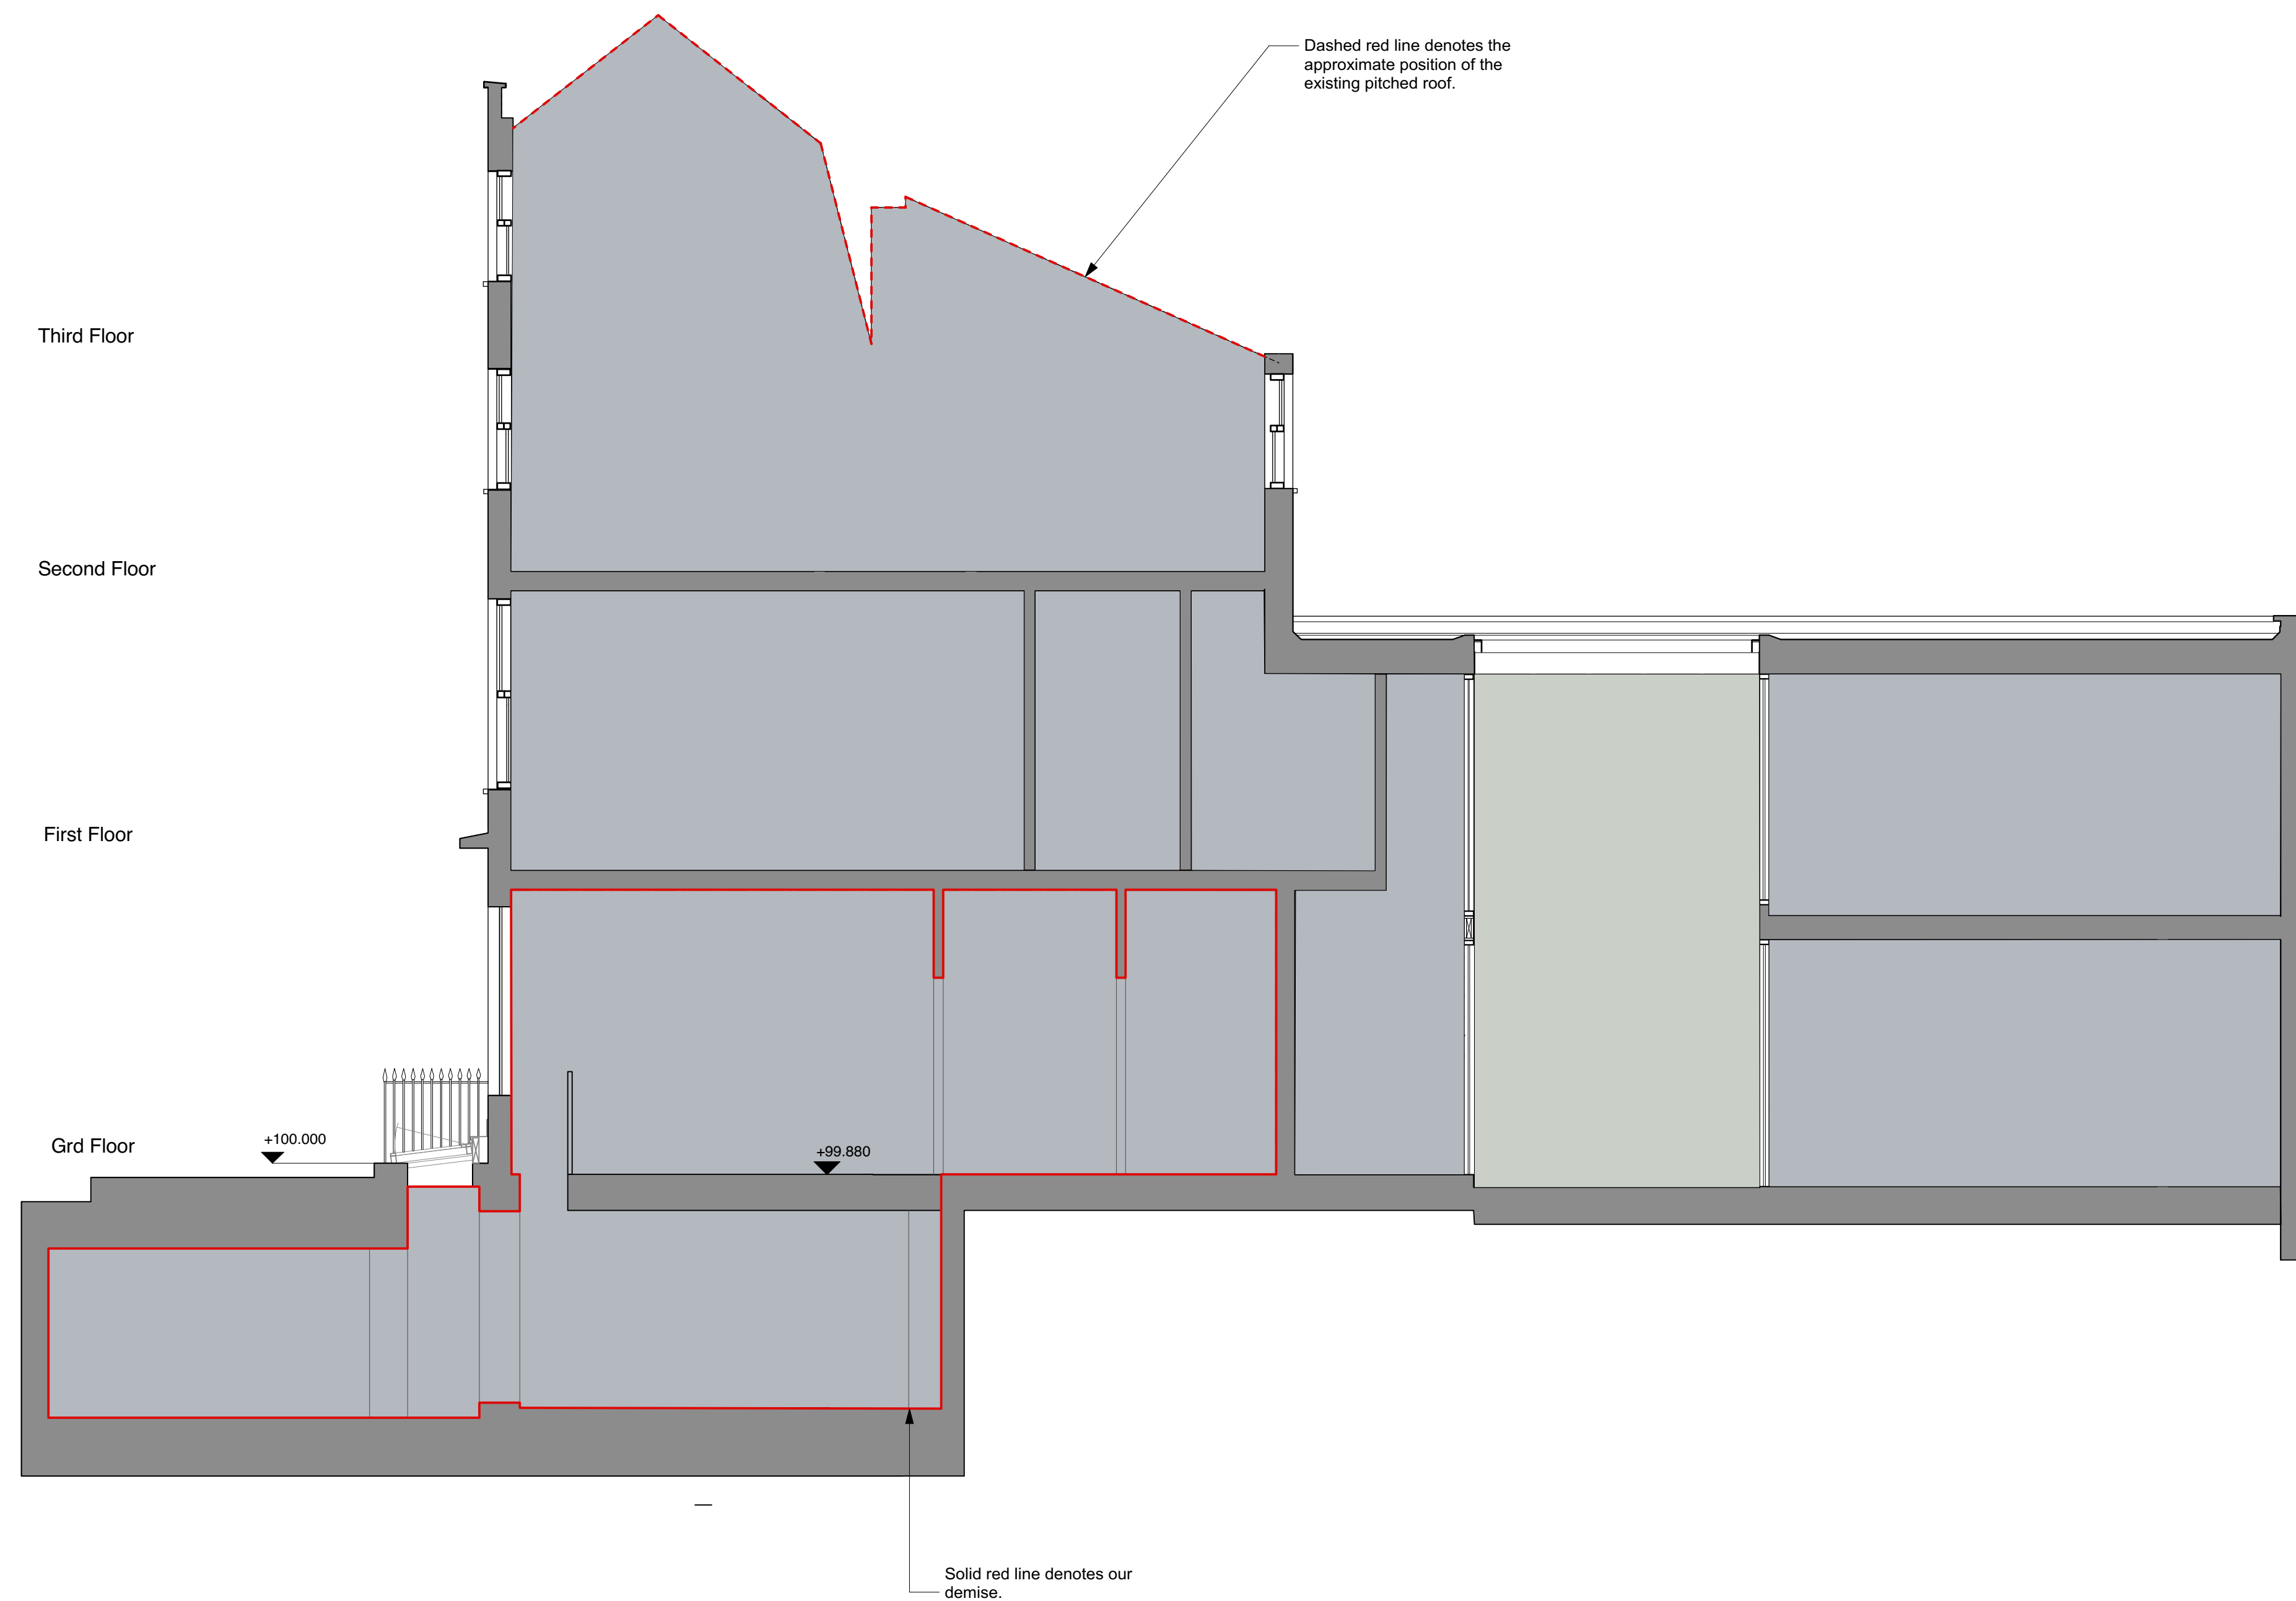 Dashed red line denotes the
approximate position of the
existing pitched roof.
Third Floor
Second Floor
First Floor
Grd Floor
+100.000
+99.880
Solid red line denotes our
demise.